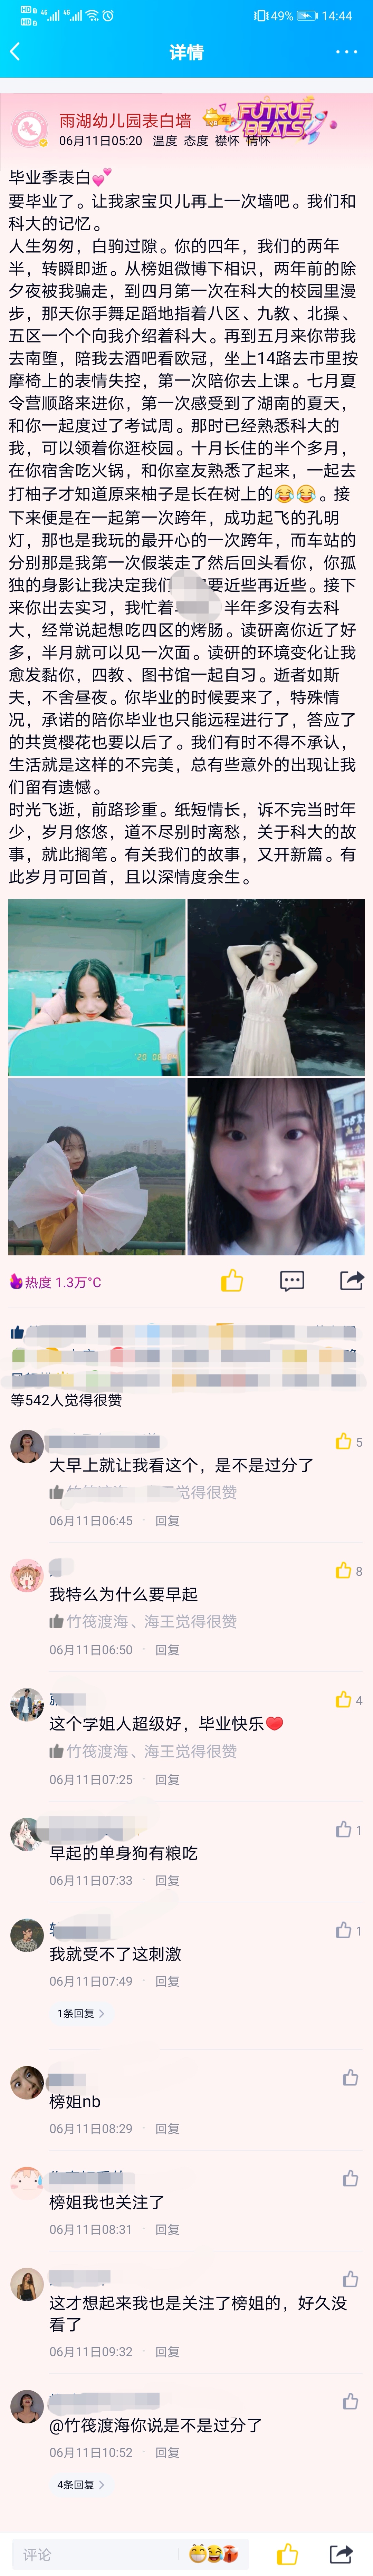 49% 14:44
详情
雨湖幼儿园表白墙
FUTRUE BEATS
06月11日05:20 温度 态度 襟怀 情怀
毕业季表白💕
要毕业了。让我家宝贝儿再上一次墙吧。我们和
科大的记忆。
人生匆匆，白驹过隙。你的四年，我们的两年
半，转瞬即逝。从榜姐微博下相识，两年前的除
夕夜被我骗走，到四月第一次在科大的校园里漫
步，那天你手舞足蹈地指着八区、九教、北操、
五区一个个向我介绍着科大。再到五月来你带我
去南堕，陪我去酒吧看欧冠，坐上14路去市里按
摩椅上的表情失控，第一次陪你去上课。七月夏
令营顺路来进你，第一次感受到了湖南的夏天，
和你一起度过了考试周。那时已经熟悉科大的
我，可以领着你逛校园。十月长住的半个多月，
在你宿舍吃火锅，和你室友熟悉了起来，一起去
打柚子才知道原来柚子是长在树上的😂😂。接
下来便是在一起第一次跨年，成功起飞的孔明
灯，那也是我玩的最开心的一次跨年，而车站的
分别那是我第一次假装走了然后回头看你，你孤
独的身影让我决定我们要近些再近些。接下
来你出去实习，我忙着半年多没有去科
大，经常说起想吃四区的烤肠。读研离你近了好
多，半月就可以见一次面。读研的环境变化让我
愈发黏你，四教、图书馆一起自习。逝者如斯
夫，不舍昼夜。你毕业的时候要来了，特殊情
况，承诺的陪你毕业也只能远程进行了，答应了
的共赏樱花也要以后了。我们有时不得不承认，
生活就是这样的不完美，总有些意外的出现让我
们留有遗憾。
时光飞逝，前路珍重。纸短情长，诉不完当时年
少，岁月悠悠，道不尽别时离愁，关于科大的故
事，就此搁笔。有关我们的故事，又开新篇。有
此岁月可回首，且以深情度余生。
热度 1.3万°C
等542人觉得很赞
5
大早上就让我看这个，是不是过分了
觉得很赞
06月11日06:45 · 回复
8
我特么为什么要早起
竹筏渡海、海王觉得很赞
06月11日06:50 · 回复
4
这个学姐人超级好，毕业快乐❤️
竹筏渡海、海王觉得很赞
06月11日07:25 · 回复
1
早起的单身狗有粮吃
06月11日07:33 · 回复
1
我就受不了这刺激
06月11日07:49 · 回复
1条回复 >
榜姐nb
06月11日08:29 · 回复
榜姐我也关注了
06月11日08:31 · 回复
这才想起来我也是关注了榜姐的，好久没
看了
06月11日09:32 · 回复
@竹筏渡海你说是不是过分了
06月11日10:52 · 回复
4条回复 >
评论